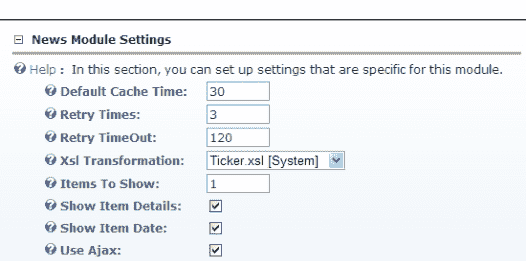 News Module Settings
Help : In this section, you can set up settings that are specific for this module.
Default Cache Time: 30
Retry Times: 3
Retry TimeOut: 120
Xsl Transformation: Ticker.xsl [System]
Items To Show: 1
Show Item Details:
Show Item Date:
Use Ajax: